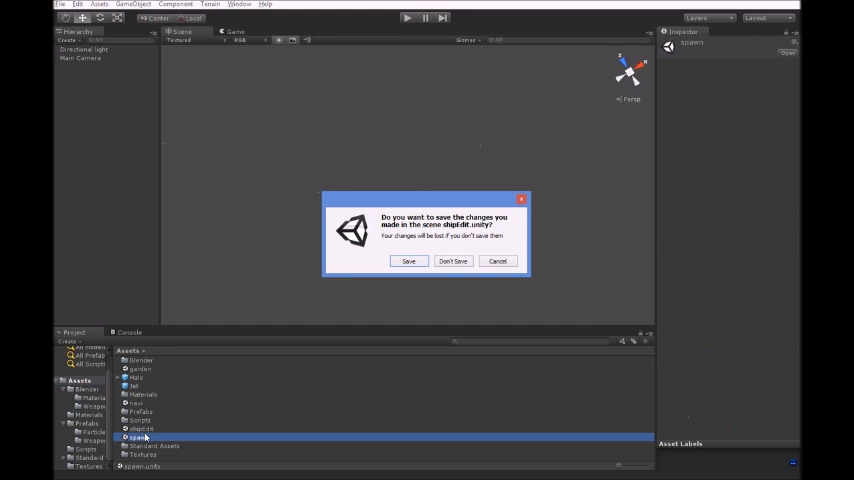 File Edit Assets GameObject Component Terrain Window Help
Center Local Layers Layout
Hierarchy Scene Game Inspector
Create Textured RGB Gizmos spawn
Open
Directional light
Main Camera
Persp
Do you want to save the changes you
made in the scene shipEdit.unity?
Your changes will be lost if you don't save them
Save Don't Save Cancel
Project Console
Create
All Models
All Prefab
All Scripts
Assets
Blender
Materia
Weapo
Materials
Prefabs
Particle
Weapo
Scripts
Standard
Textures
Assets
Blender
garden
Halo
Jet
Materials
navi
Prefabs
Scripts
shipEdit
spawn
Standard Assets
Textures
spawn.unity
Asset Labels